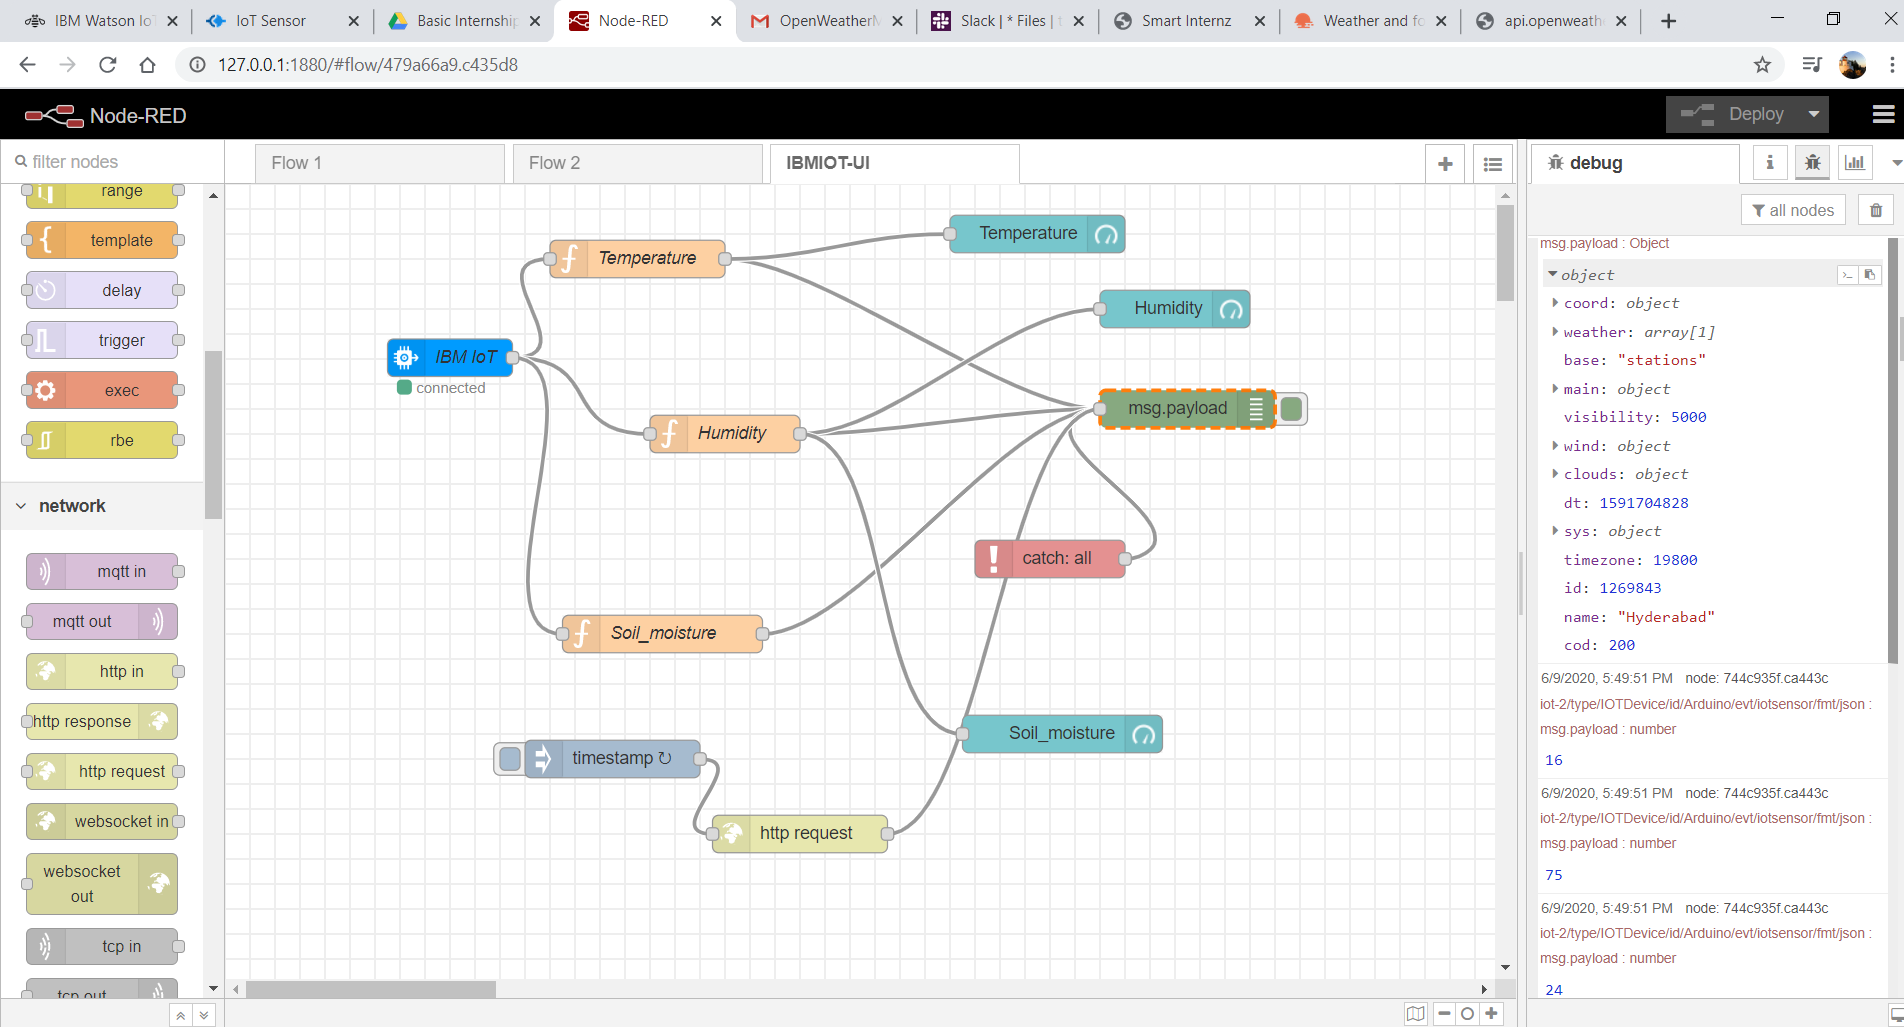 IBM Watson Io
IoT Sensor
Basic Internship
Node-RED
OpenWeatherM
Slack | * Files |
Smart Internz
Weather and fo
api.openweath
127.0.0.1:1880/#flow/479a66a9.c435d8
Node-RED
Deploy
filter nodes
Flow 1
Flow 2
IBMIOT-UI
debug
all nodes
range
template
delay
trigger
exec
rbe
network
mqtt in
mqtt out
http in
http response
http request
websocket in
websocket
out
tcp in
tcp out
Temperature
Temperature
Humidity
IBM IoT
connected
msg.payload
Humidity
catch: all
Soil_moisture
Soil_moisture
timestamp ↻
http request
msg.payload : Object
object
coord: object
weather: array[1]
base: "stations"
main: object
visibility: 5000
wind: object
clouds: object
dt: 1591704828
sys: object
timezone: 19800
id: 1269843
name: "Hyderabad"
cod: 200
6/9/2020, 5:49:51 PM node: 744c935f.ca443c
iot-2/type/IOTDevice/id/Arduino/evt/iotsensor/fmt/json :
msg.payload : number
16
6/9/2020, 5:49:51 PM node: 744c935f.ca443c
iot-2/type/IOTDevice/id/Arduino/evt/iotsensor/fmt/json :
msg.payload : number
75
6/9/2020, 5:49:51 PM node: 744c935f.ca443c
iot-2/type/IOTDevice/id/Arduino/evt/iotsensor/fmt/json :
msg.payload : number
24